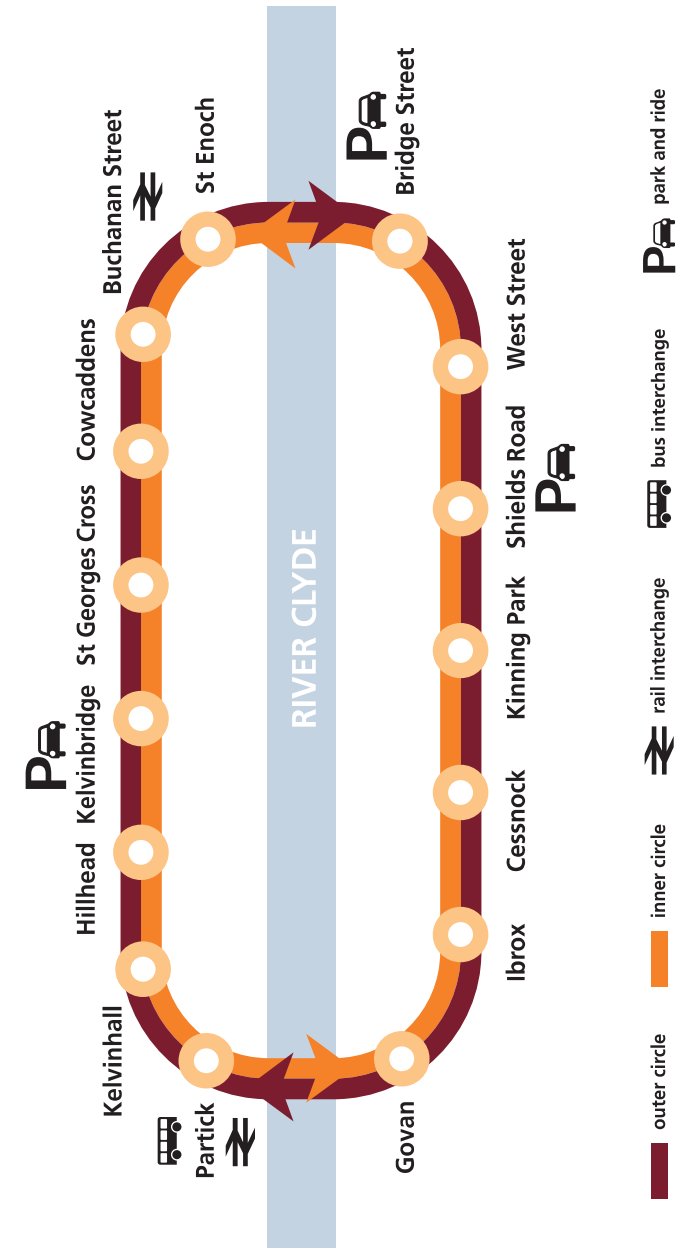 Kelvinhall
Hillhead
Kelvinbridge
P
St Georges Cross
Cowcaddens
Buchanan Street
St Enoch
Partick
RIVER CLYDE
Govan
Ibrox
Cessnock
Kinning Park
Shields Road
P
West Street
Bridge Street
P
outer circle
inner circle
rail interchange
bus interchange
P park and ride